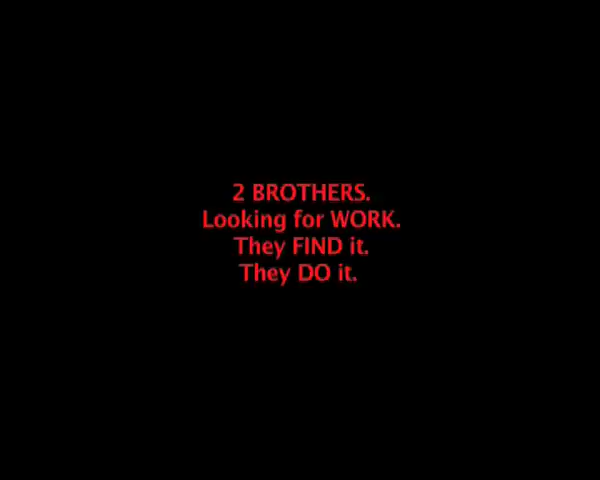 2 BROTHERS.
Looking for WORK.
They FIND it.
They DO it.